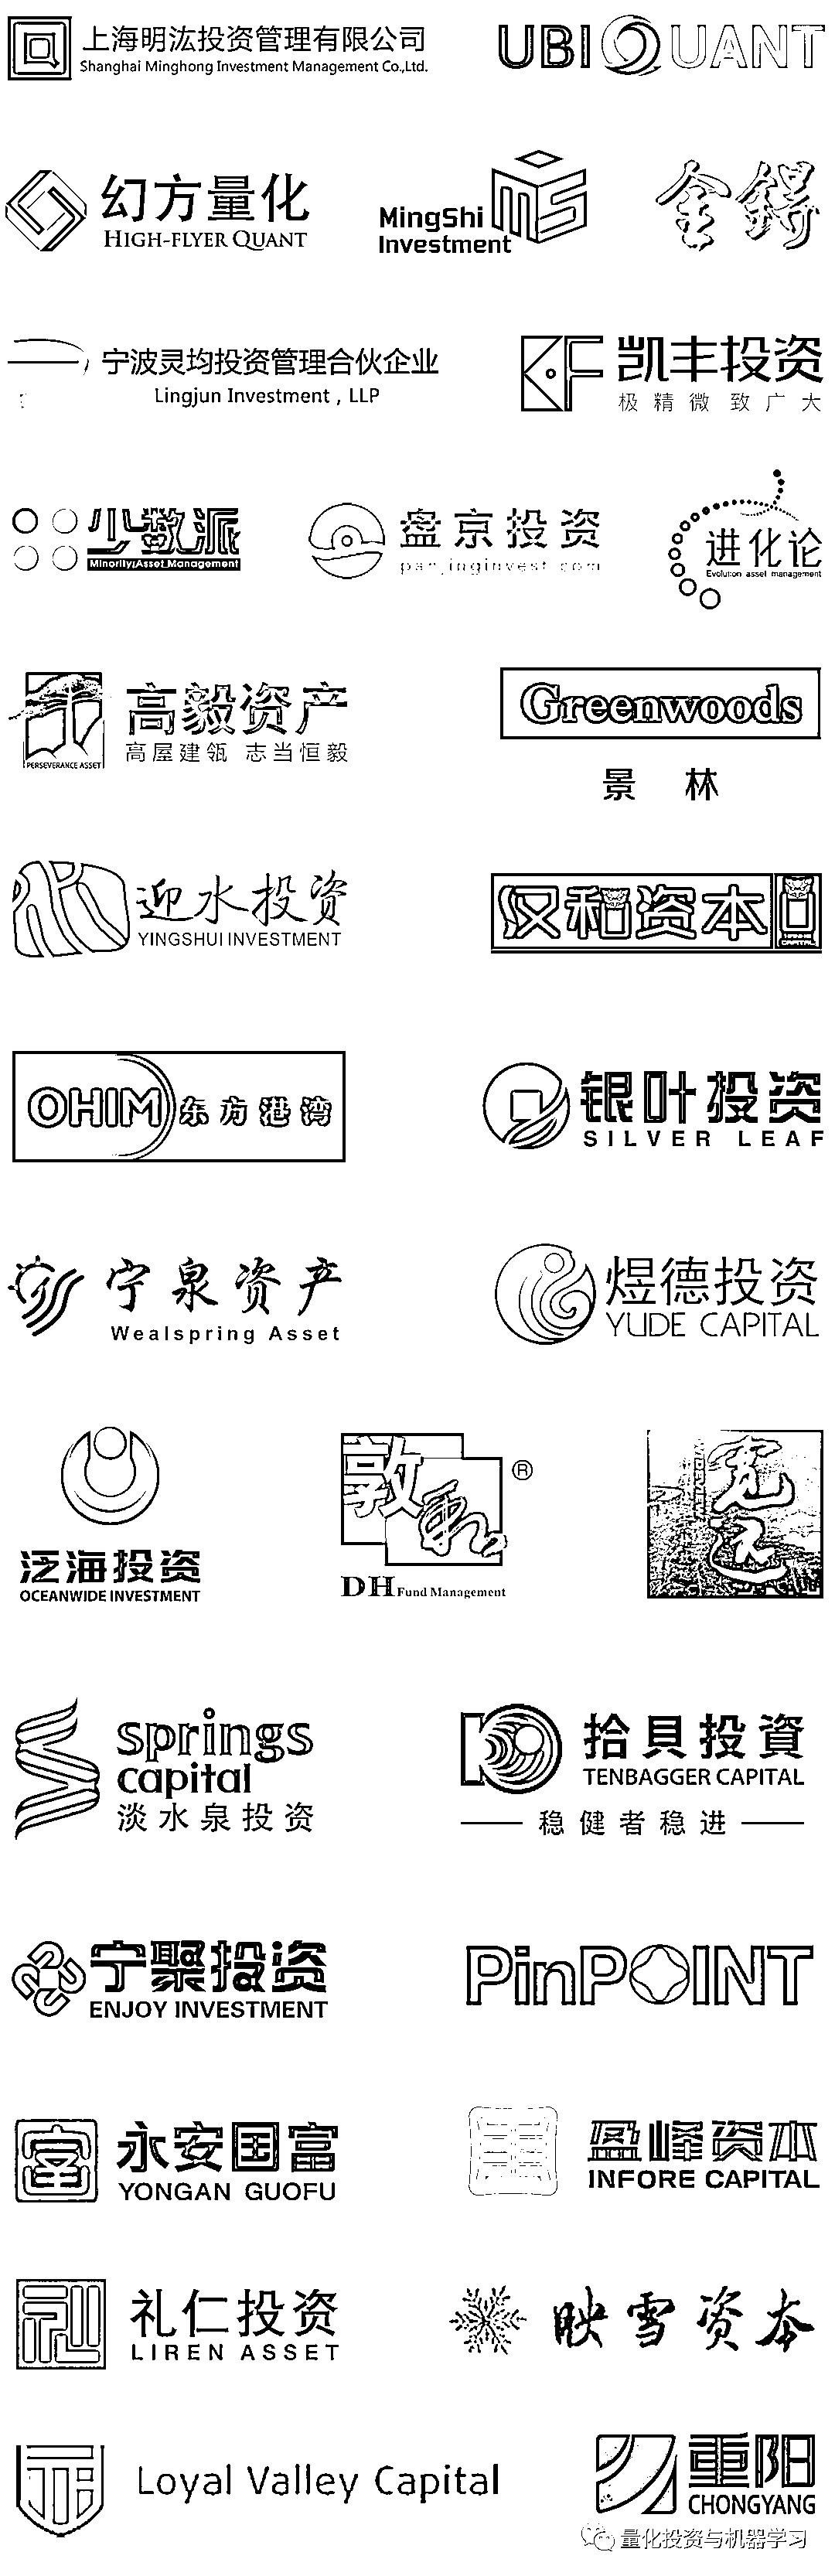 上海明汯投资管理有限公司
Shanghai Minghong Investment Management Co.,Ltd.
UBIQUANT
幻方量化
HIGH-FLYER QUANT
MingShi
Investment
金锝
宁波灵均投资管理合伙企业
Lingjun Investment , LLP
凯丰投资
极精微 致广大
少数派
Minority Asset Management
盘京投资
panjinginvest.com
进化论
Evolution asset management
PERSEVERANCE ASSET
高毅资产
高屋建瓴 志当恒毅
Greenwoods
景 林
迎水投资
YINGSHUI INVESTMENT
汉和资本
OHIM 东方港湾
银叶投资
SILVER LEAF
宁泉资产
Wealspring Asset
煜德投资
YUDE CAPITAL
泛海投资
OCEANWIDE INVESTMENT
敦和
®
DH Fund Management
宽远
springs
capital
淡水泉投资
拾貝投資
TENBAGGER CAPITAL
稳健者稳进
宁聚投资
ENJOY INVESTMENT
PinPOINT
富
永安国富
YONGAN GUOFU
盈峰资本
INFORE CAPITAL
礼仁投资
LIREN ASSET
映雪资本
Loyal Valley Capital
重阳
CHONGYANG
量化投资与机器学习